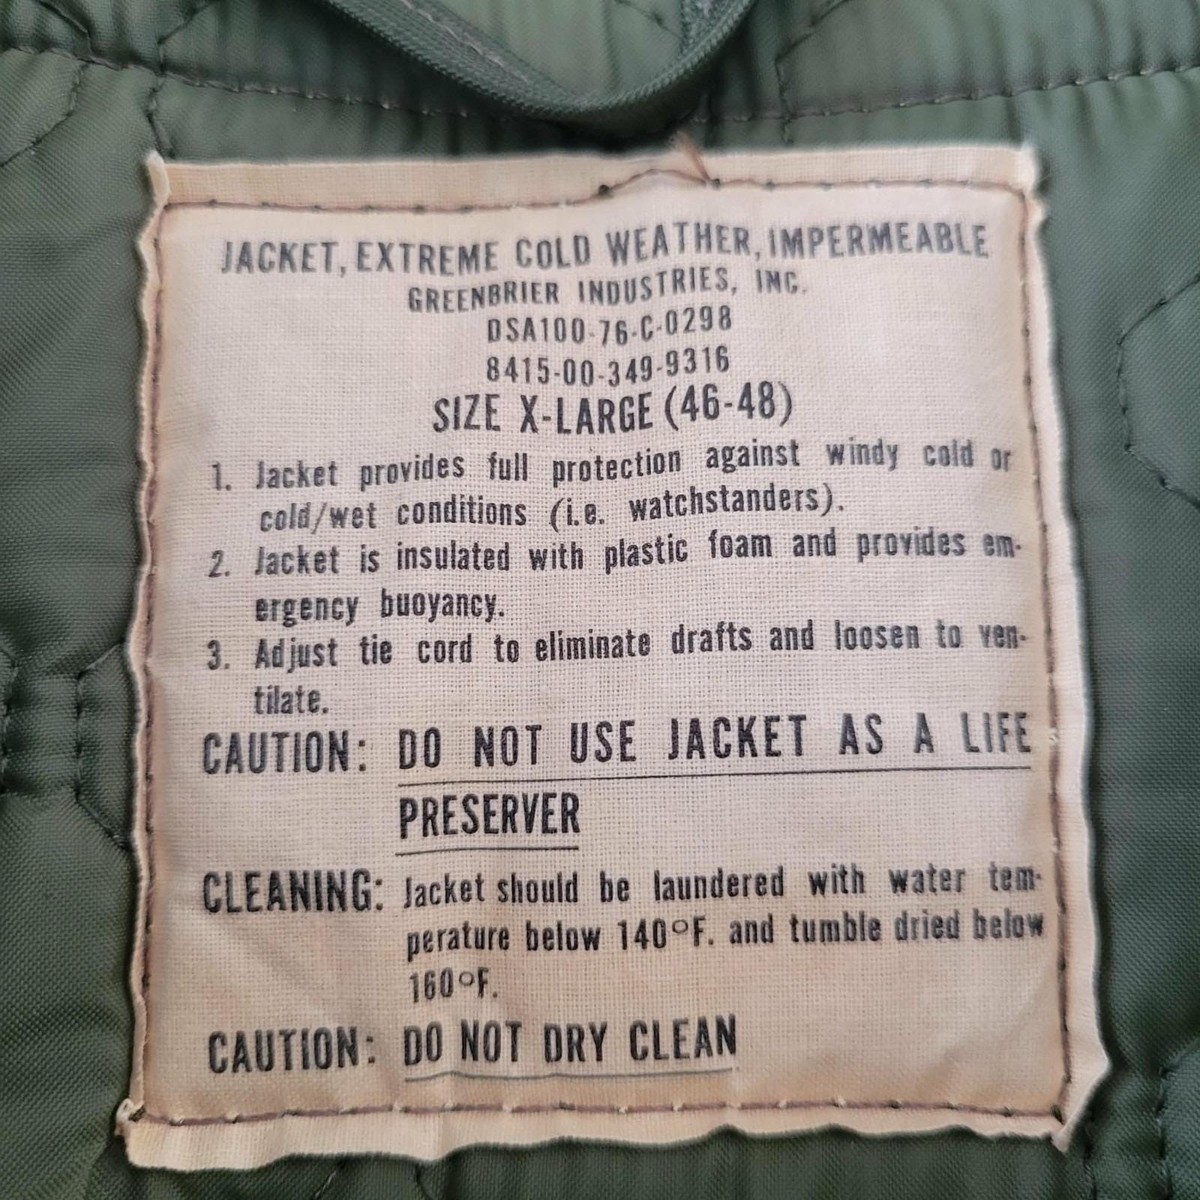 JACKET, EXTREME COLD WEATHER, IMPERMEABLE
GREENBRIER INDUSTRIES, INC.
DSA100-76-C-0298
8415-00-349-9316
SIZE X-LARGE (46-48)
1. Jacket provides full protection against windy cold or
cold/wet conditions (i.e. watchstanders).
2. Jacket is insulated with plastic foam and provides em-
ergency buoyancy.
3. Adjust tie cord to eliminate drafts and loosen to ven-
tilate.
CAUTION: DO NOT USE JACKET AS A LIFE
PRESERVER
CLEANING: Jacket should be laundered with water tem-
perature below 140°F. and tumble dried below
160°F.
CAUTION: DO NOT DRY CLEAN